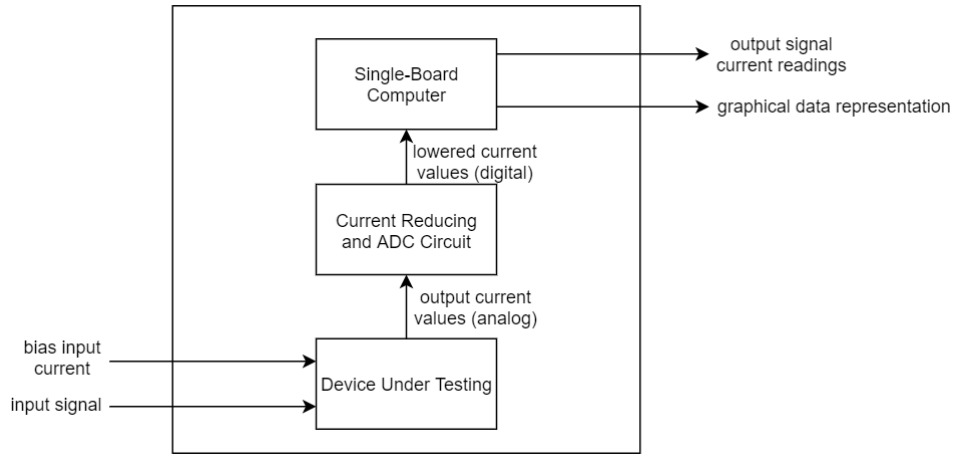 Single-Board
Computer
output signal
current readings
graphical data representation
lowered current
values (digital)
Current Reducing
and ADC Circuit
output current
values (analog)
bias input
current
input signal
Device Under Testing